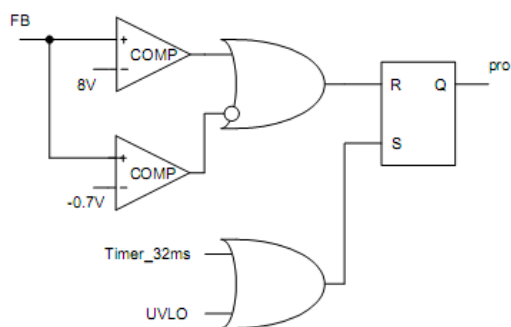 FB
+
COMP
-
8V
+
COMP
-
-0.7V
R
Q
S
pro
Timer_32ms
UVLO